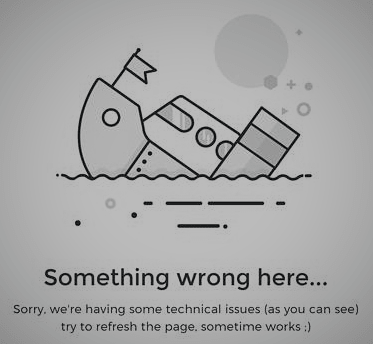 Something wrong here...
Sorry, we're having some technical issues (as you can see)
try to refresh the page, sometime works ;)